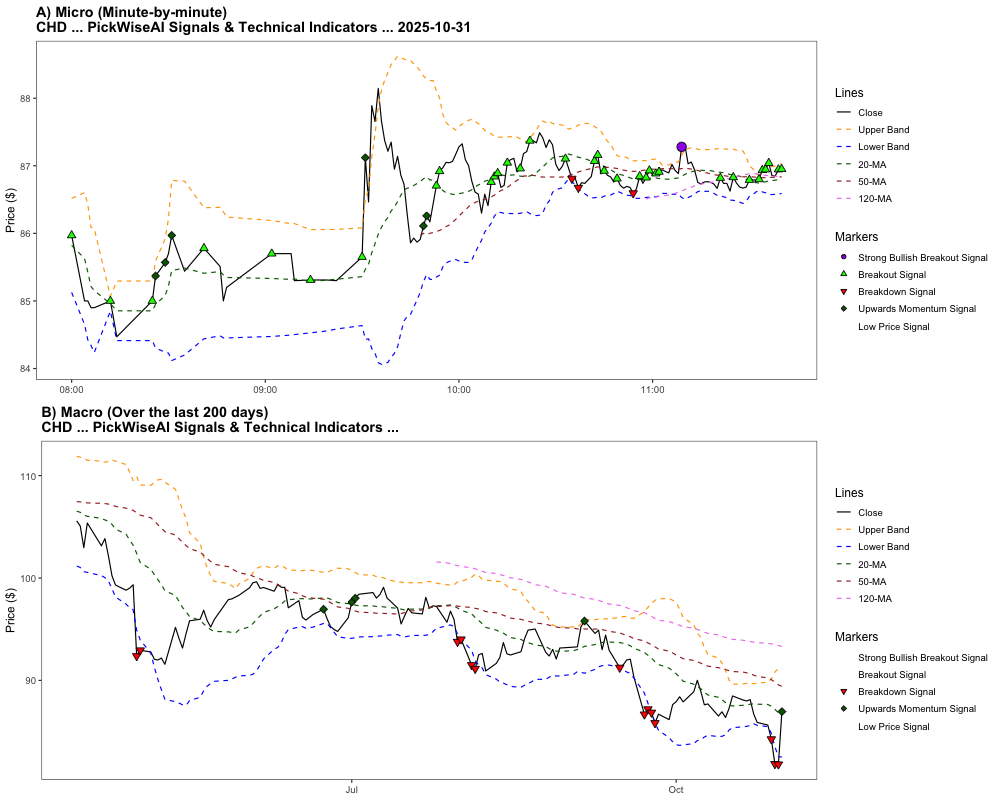 A) Micro (Minute-by-minute)
CHD ... PickWiseAI Signals & Technical Indicators ... 2025-10-31
Price ($)
88
87
86
85
84
08:00
09:00
10:00
11:00
Lines
Close
Upper Band
Lower Band
20-MA
50-MA
120-MA
Markers
Strong Bullish Breakout Signal
Breakout Signal
Breakdown Signal
Upwards Momentum Signal
Low Price Signal
B) Macro (Over the last 200 days)
CHD ... PickWiseAI Signals & Technical Indicators ...
Price ($)
110
100
90
Jul
Oct
Lines
Close
Upper Band
Lower Band
20-MA
50-MA
120-MA
Markers
Strong Bullish Breakout Signal
Breakout Signal
Breakdown Signal
Upwards Momentum Signal
Low Price Signal